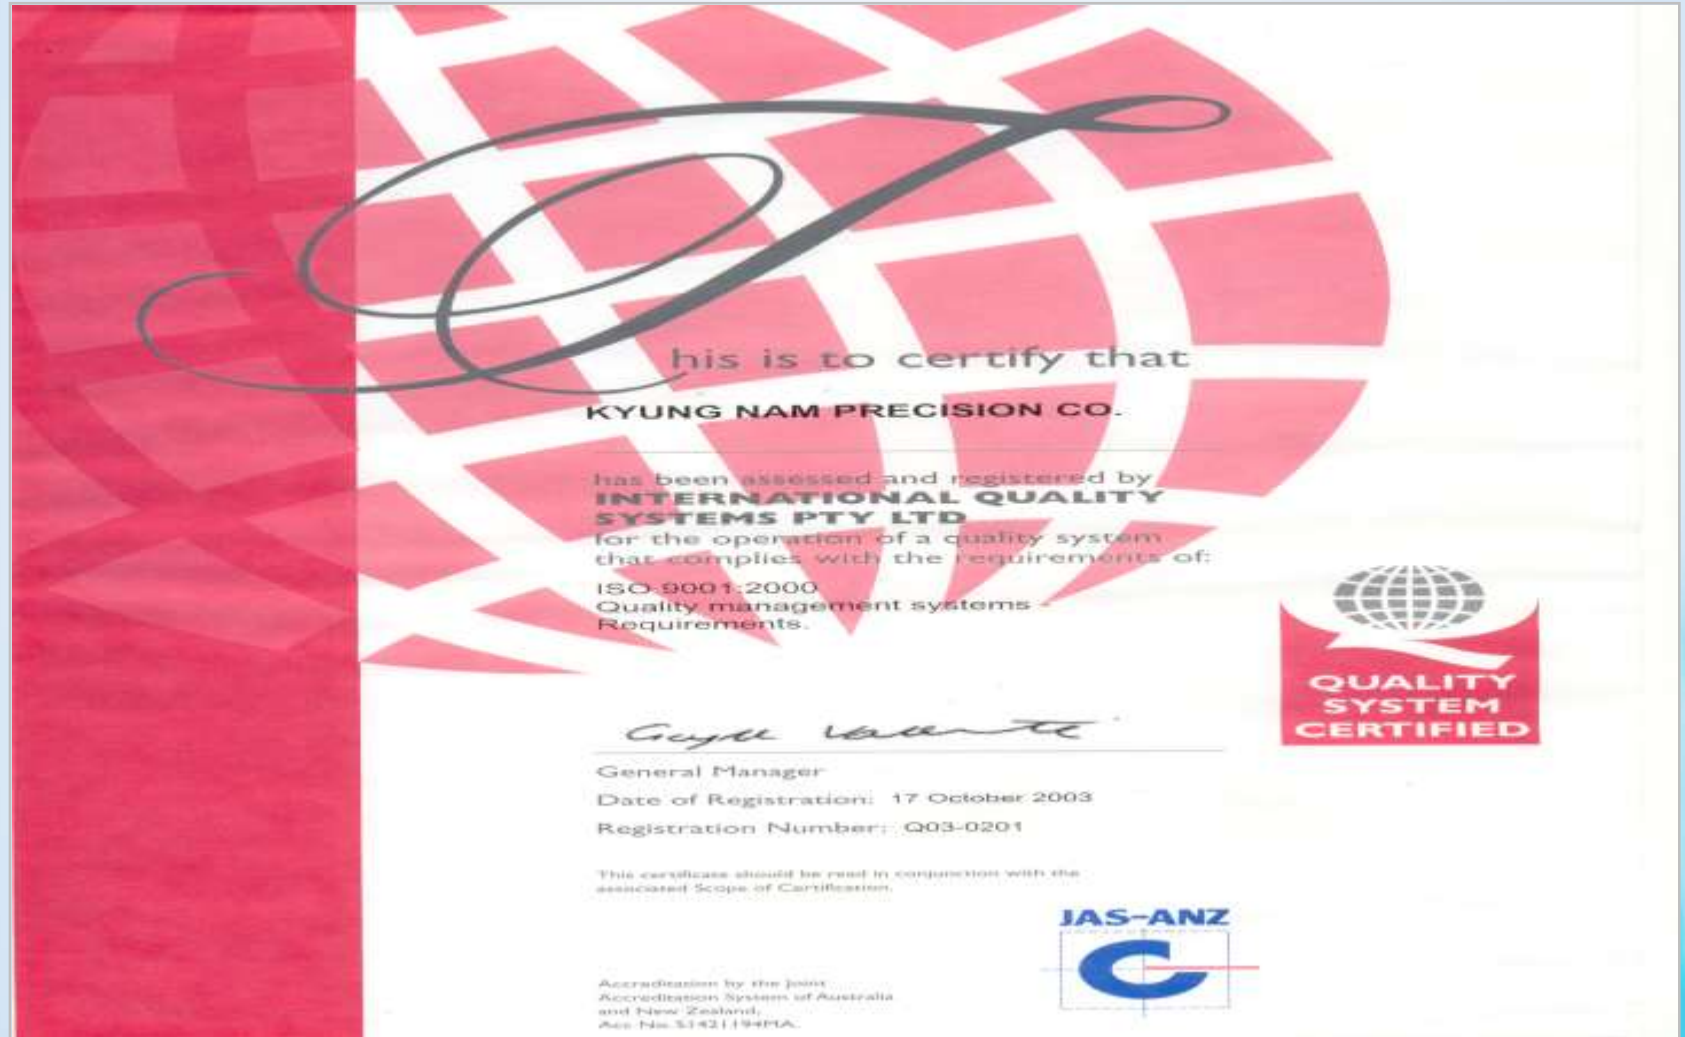 This is to certify that
KYUNG NAM PRECISION CO.
has been assessed and registered by
INTERNATIONAL QUALITY
SYSTEMS PTY LTD
for the operation of a quality system
that complies with the requirements of:
ISO 9001:2000
Quality management systems -
Requirements.
General Manager
Date of Registration: 17 October 2003
Registration Number: Q03-0201
This certificate should be read in conjunction with the
associated Scope of Certification.
QUALITY
SYSTEM
CERTIFIED
JAS-ANZ
Accreditation by the Joint
Accreditation System of Australia
and New Zealand,
Acc No.